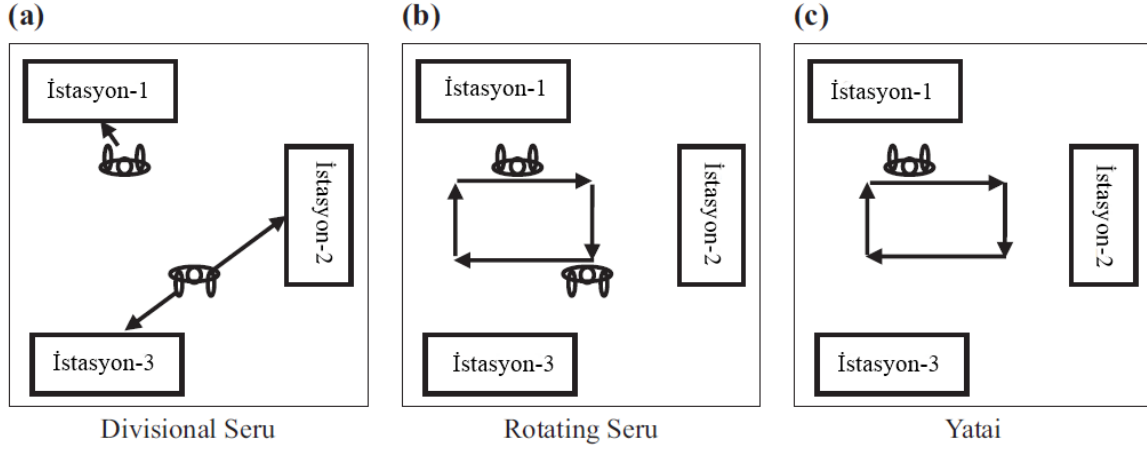 (a)
İstasyon-1
İstasyon-2
İstasyon-3
Divisional Seru
(b)
İstasyon-1
İstasyon-2
İstasyon-3
Rotating Seru
(c)
İstasyon-1
İstasyon-2
İstasyon-3
Yatai